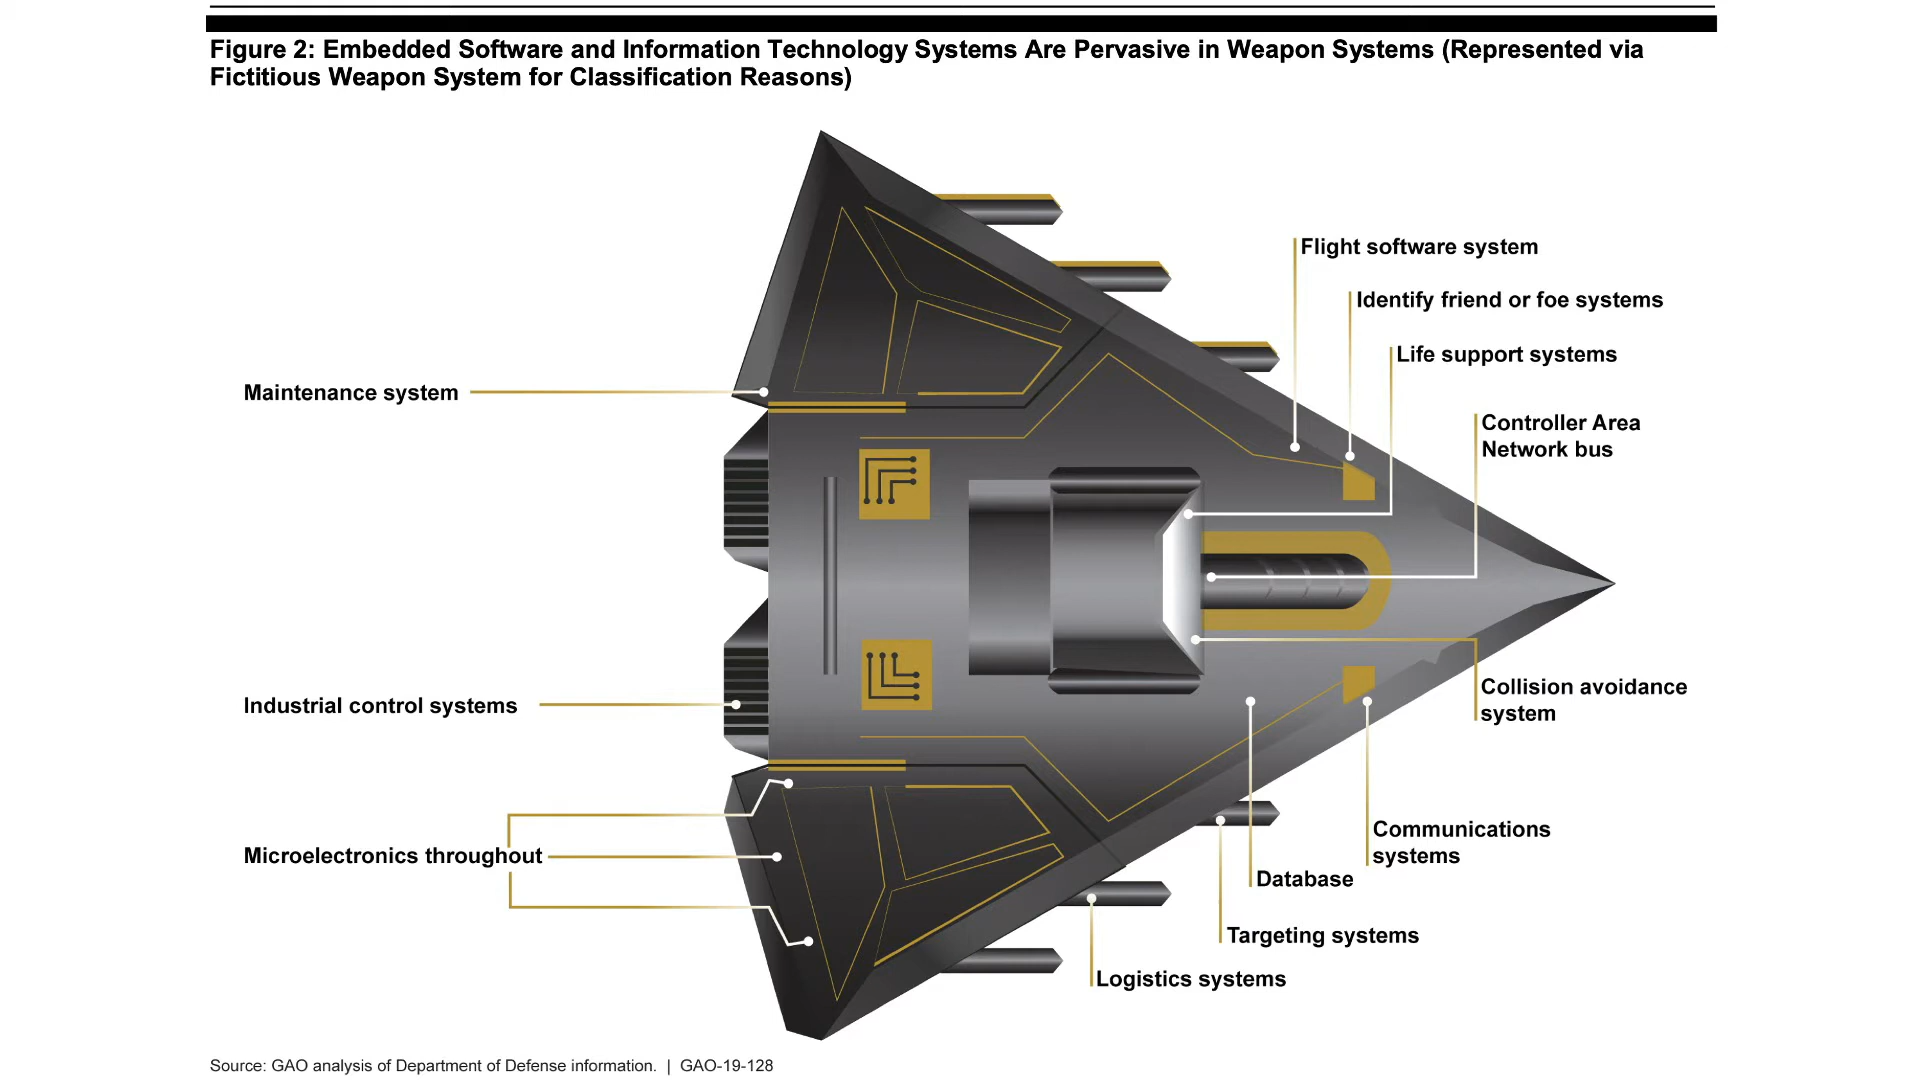 Figure 2: Embedded Software and Information Technology Systems Are Pervasive in Weapon Systems (Represented via
Fictitious Weapon System for Classification Reasons)
Flight software system
Identify friend or foe systems
Life support systems
Maintenance system
Controller Area
Network bus
Industrial control systems
Collision avoidance
system
Microelectronics throughout
Communications
systems
Database
Targeting systems
Logistics systems
Source: GAO analysis of Department of Defense information. | GAO-19-128